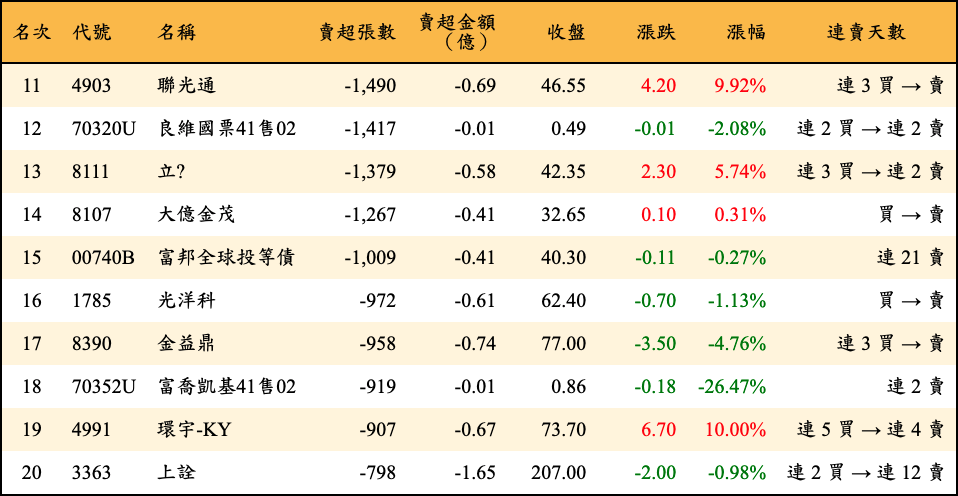 名次 代號 名稱 賣超張數 賣超金額（億） 收盤 漲跌 漲幅 連賣天數
11 4903 聯光通 -1,490 -0.69 46.55 4.20 9.92% 連 3 買 → 賣
12 70320U 良維國票41售02 -1,417 -0.01 0.49 -0.01 -2.08% 連 2 買 → 連 2 賣
13 8111 立? -1,379 -0.58 42.35 2.30 5.74% 連 3 買 → 連 2 賣
14 8107 大億金茂 -1,267 -0.41 32.65 0.10 0.31% 買 → 賣
15 00740B 富邦全球投等債 -1,009 -0.41 40.30 -0.11 -0.27% 連 21 賣
16 1785 光洋科 -972 -0.61 62.40 -0.70 -1.13% 買 → 賣
17 8390 金益鼎 -958 -0.74 77.00 -3.50 -4.76% 連 3 買 → 賣
18 70352U 富喬凱基41售02 -919 -0.01 0.86 -0.18 -26.47% 連 2 賣
19 4991 環宇-KY -907 -0.67 73.70 6.70 10.00% 連 5 買 → 連 4 賣
20 3363 上詮 -798 -1.65 207.00 -2.00 -0.98% 連 2 買 → 連 12 賣